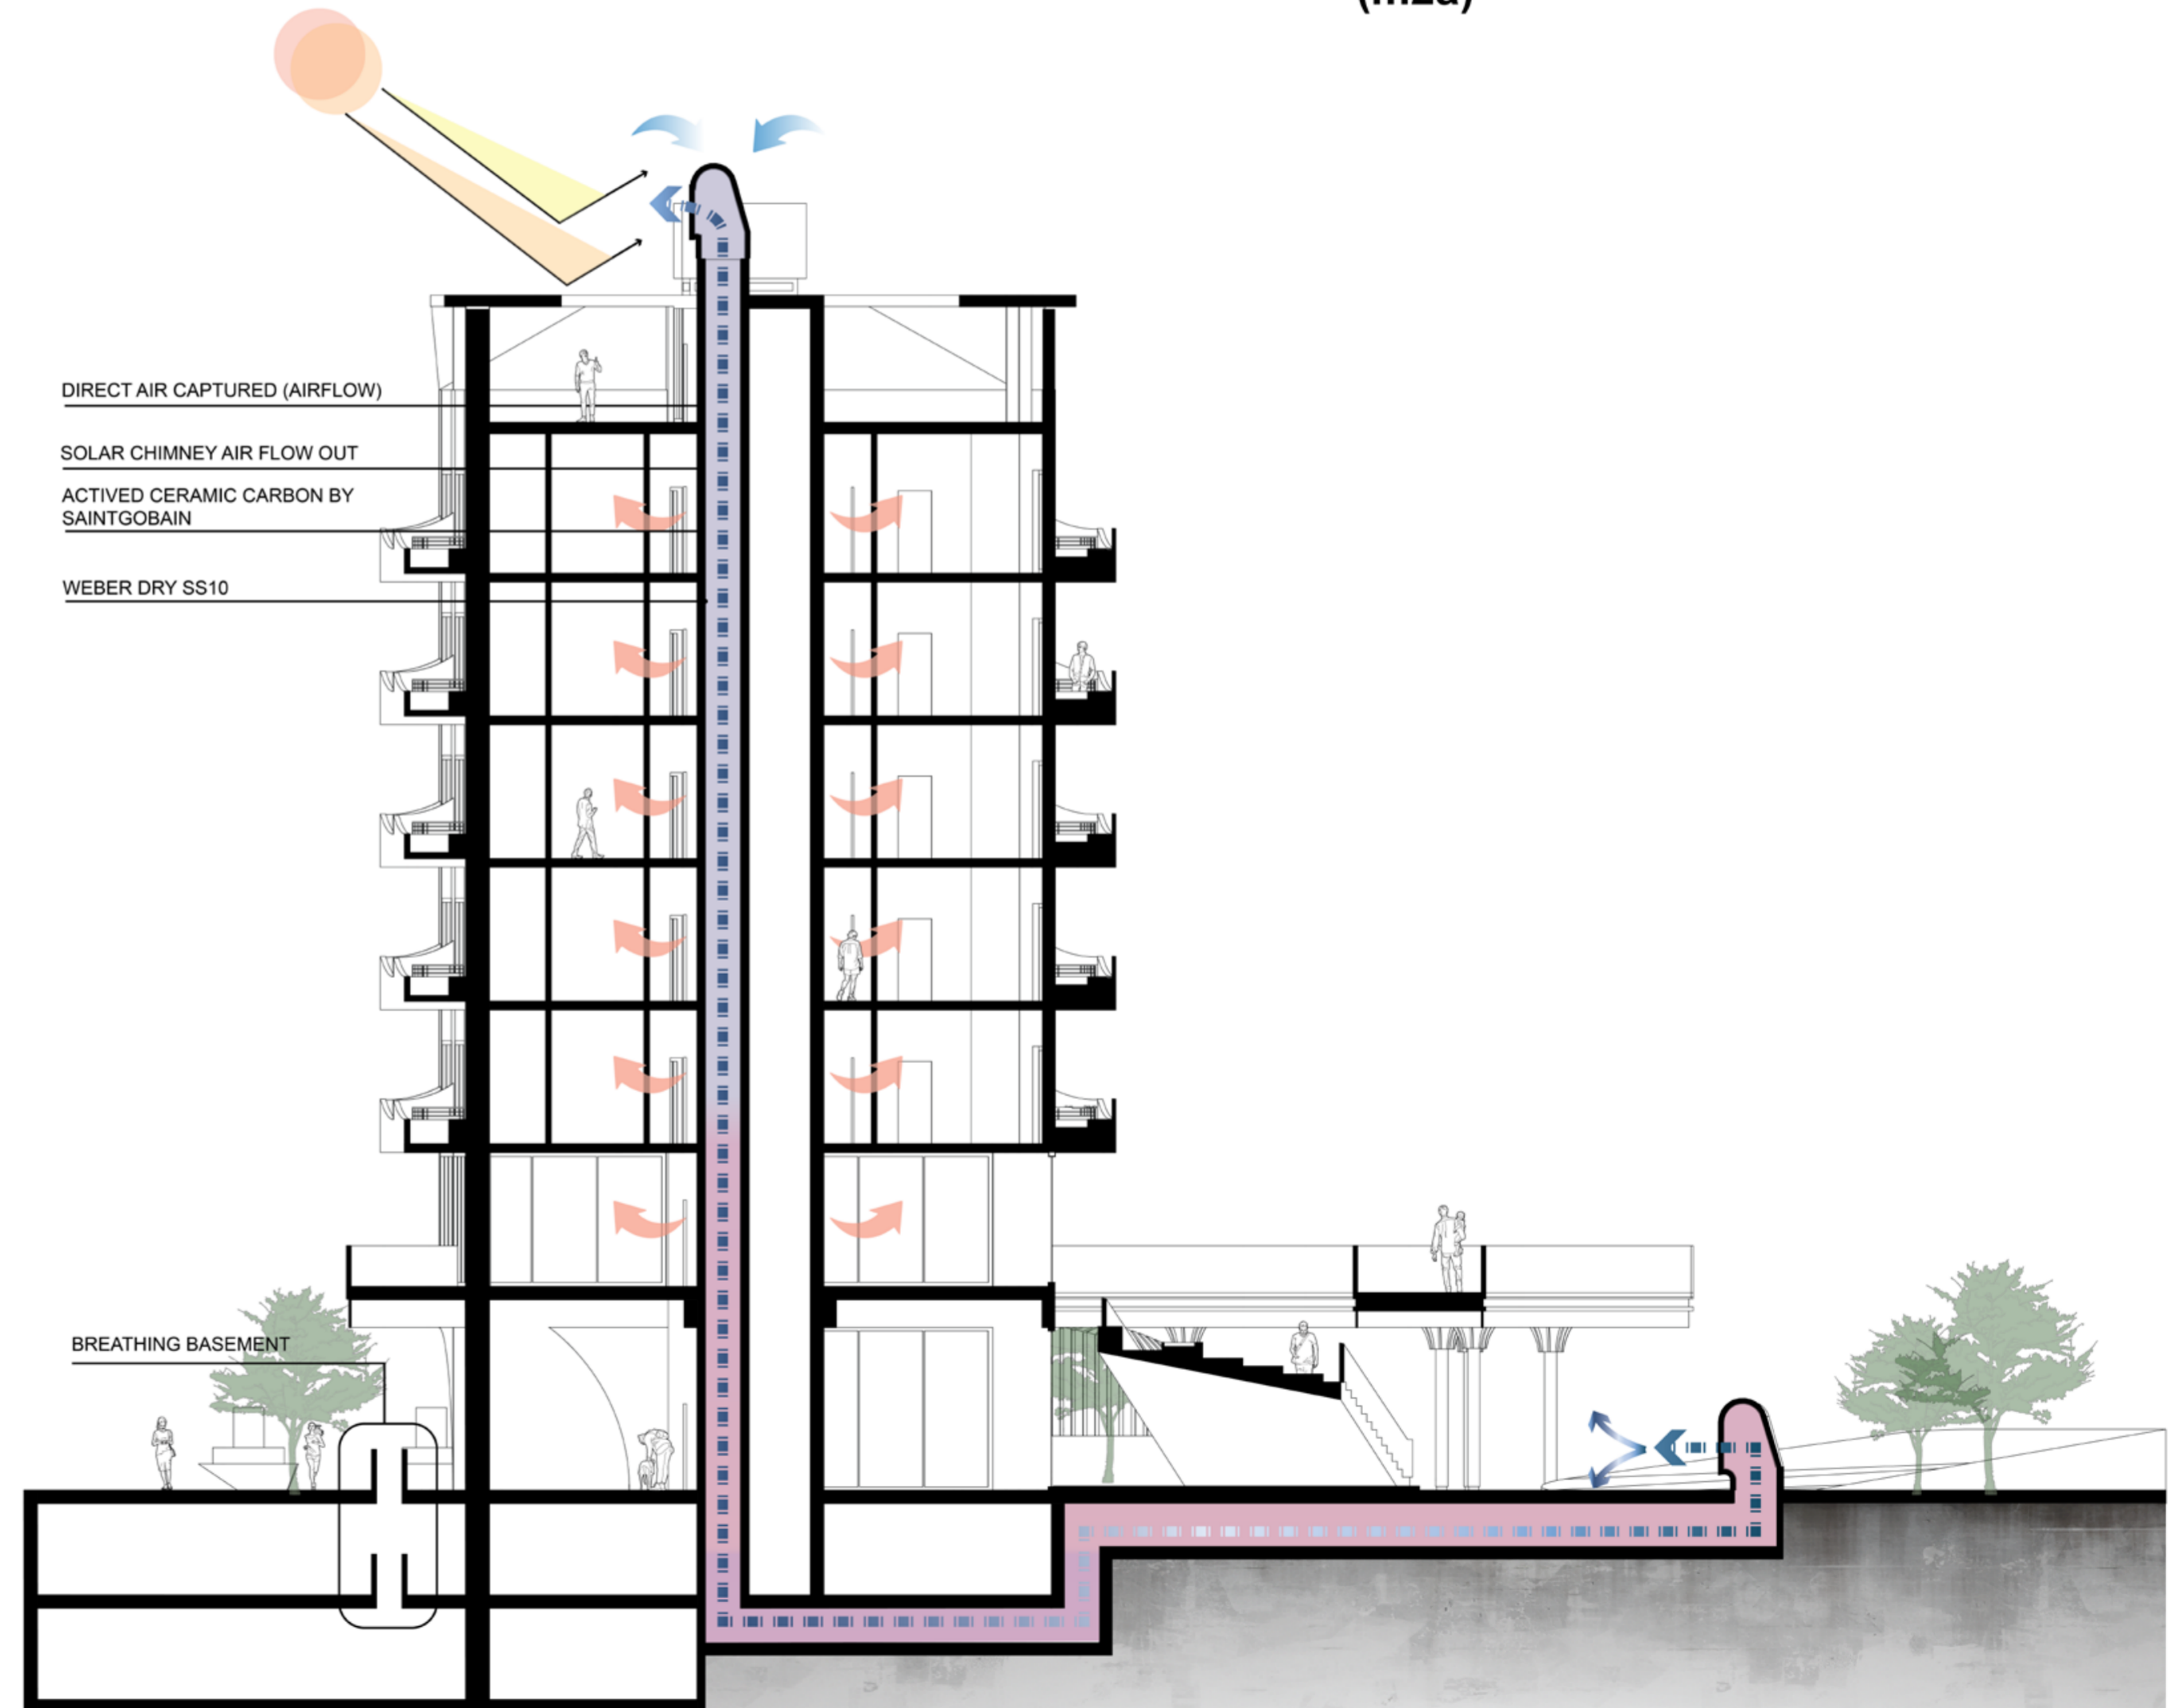 DIRECT AIR CAPTURED (AIRFLOW)
SOLAR CHIMNEY AIR FLOW OUT
ACTIVED CERAMIC CARBON BY
SAINTGOBAIN
WEBER DRY SS10
BREATHING BASEMENT